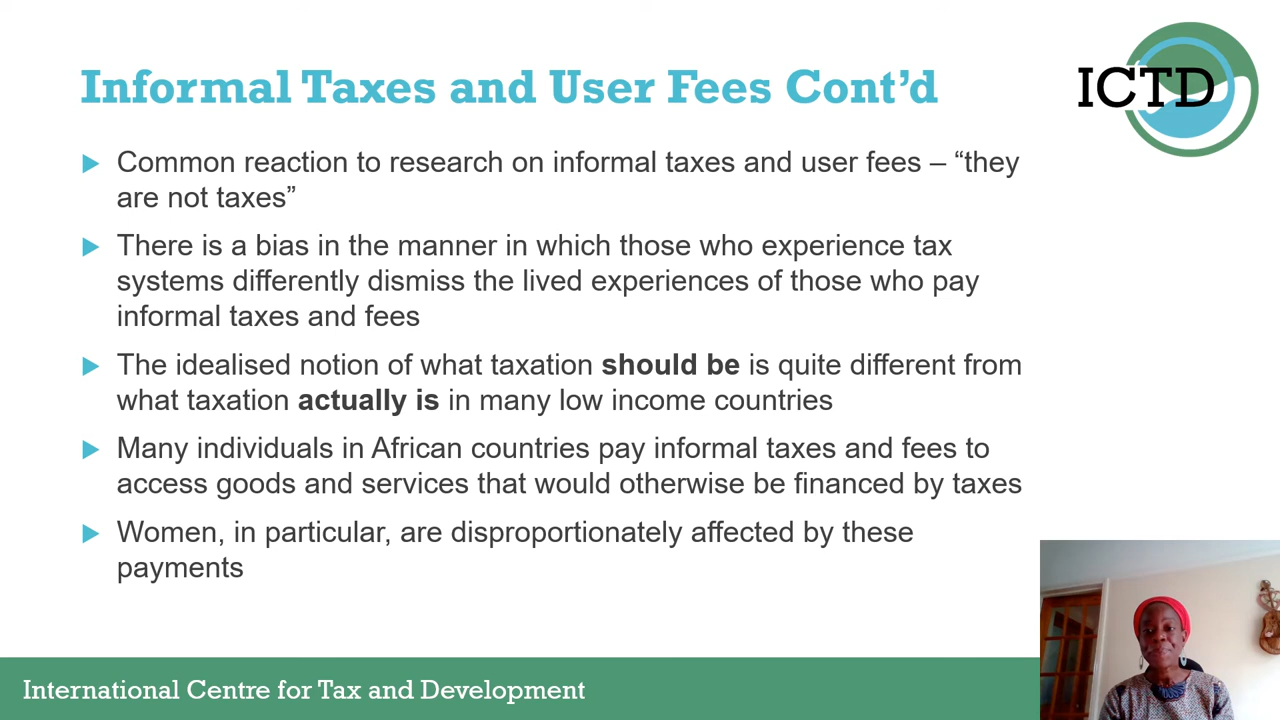 Informal Taxes and User Fees Cont’d
ICTD
Common reaction to research on informal taxes and user fees – “they
are not taxes”
There is a bias in the manner in which those who experience tax
systems differently dismiss the lived experiences of those who pay
informal taxes and fees
The idealised notion of what taxation should be is quite different from
what taxation actually is in many low income countries
Many individuals in African countries pay informal taxes and fees to
access goods and services that would otherwise be financed by taxes
Women, in particular, are disproportionately affected by these
payments
International Centre for Tax and Development